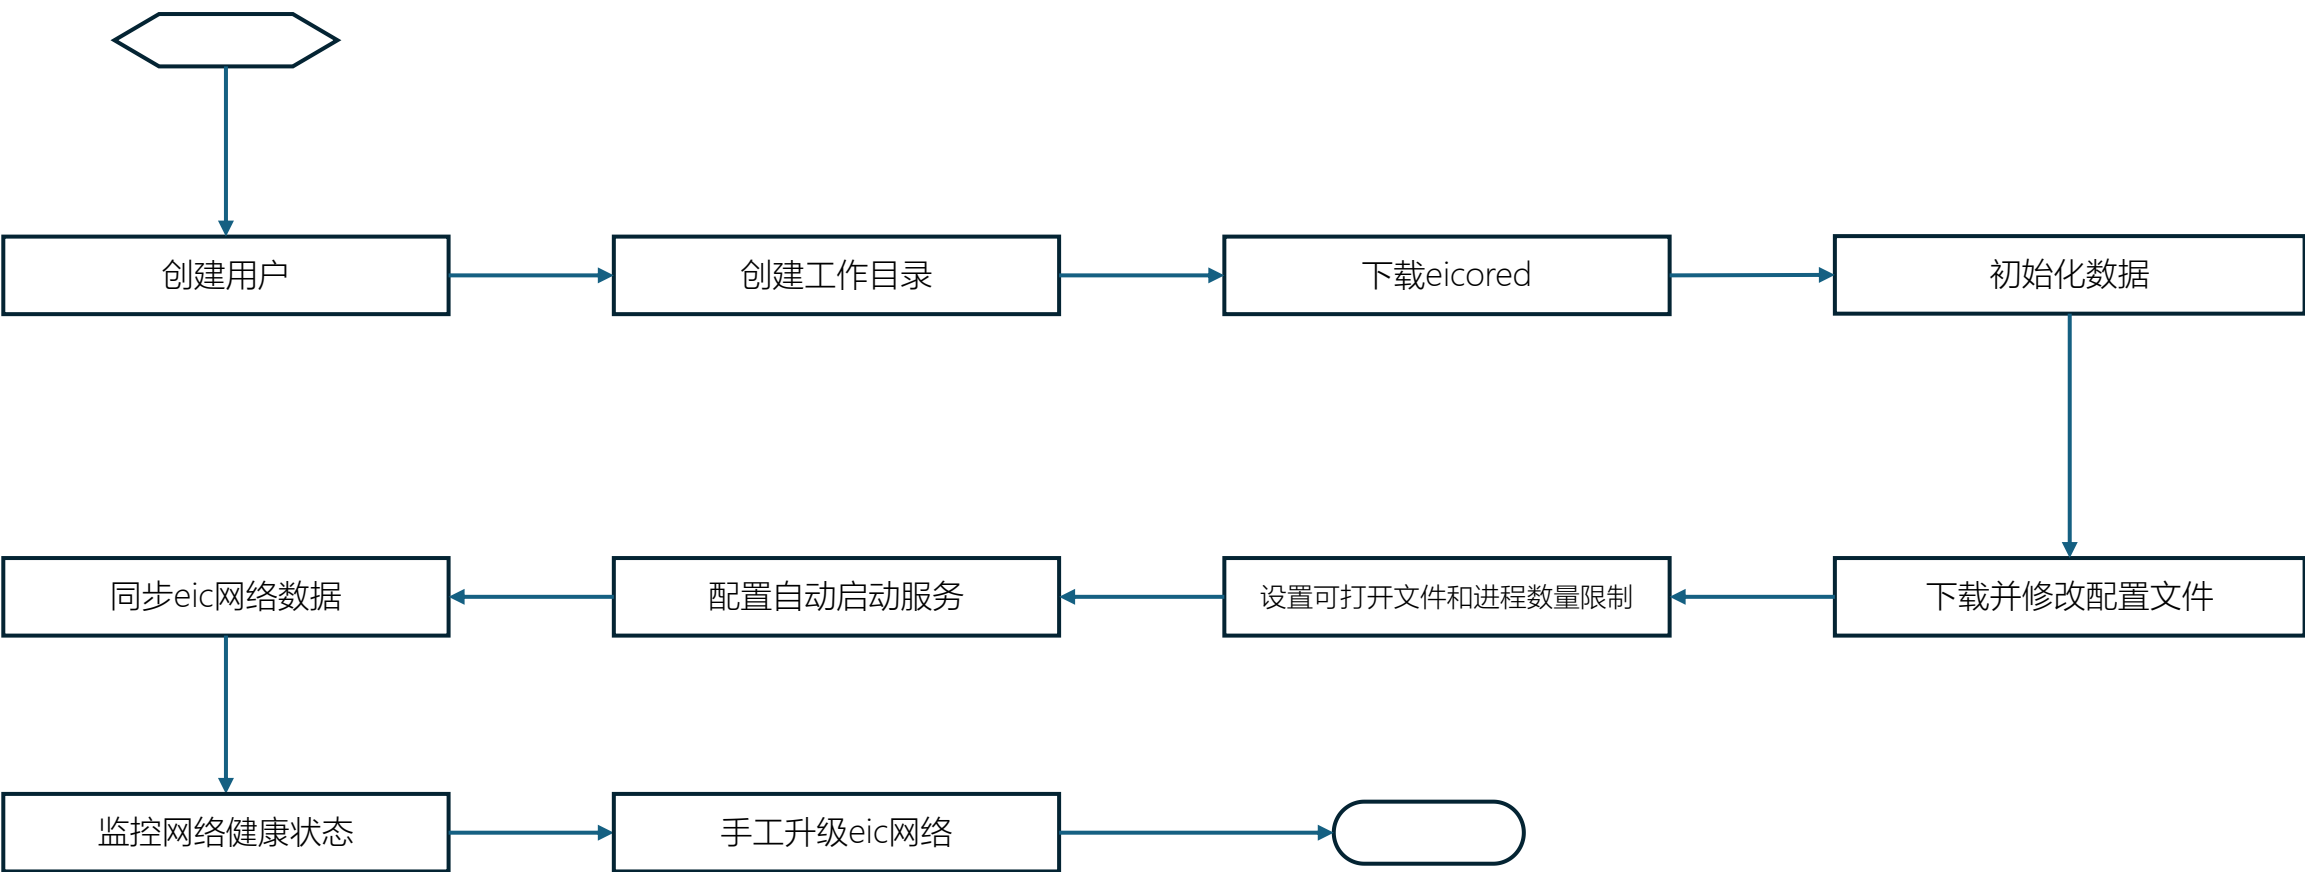 创建用户
创建工作目录
下载eicored
初始化数据
同步eic网络数据
配置自动启动服务
设置可打开文件和进程数量限制
下载并修改配置文件
监控网络健康状态
手工升级eic网络